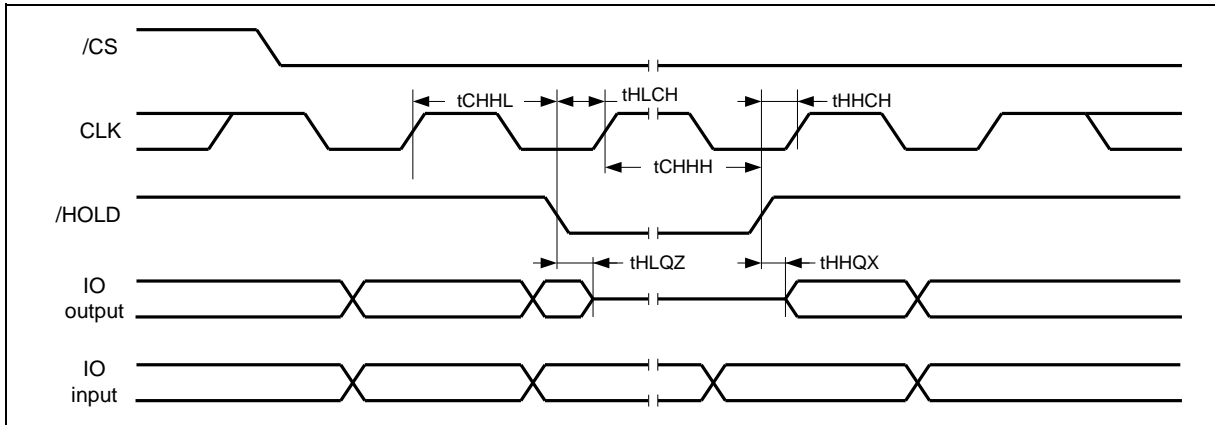 /CS
tCHHL
tHLCH
tHHCH
CLK
tCHHH
/HOLD
tHLQZ
tHHQX
IO
output
IO
input